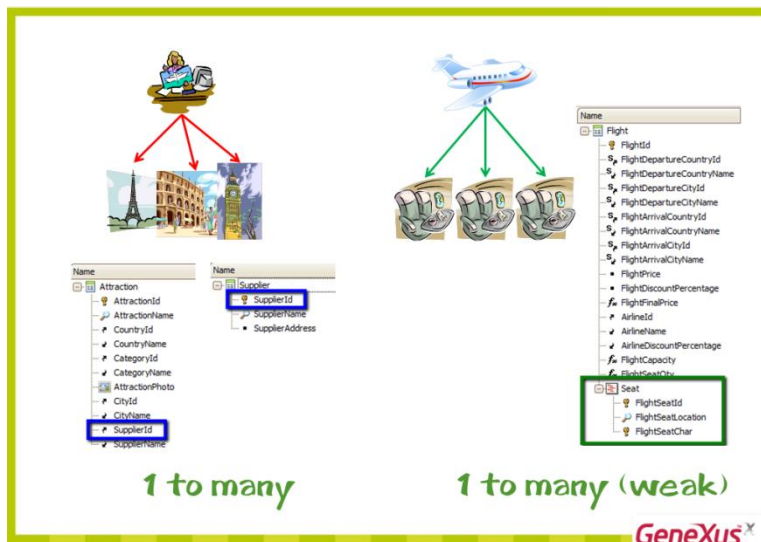 Name
Attraction
AttractionId
AttractionName
CountryId
CountryName
CategoryId
CategoryName
AttractionPhoto
CityId
CityName
SupplierId
SupplierName
Name
Supplier
SupplierId
SupplierName
SupplierAddress
1 to many
Name
Flight
FlightId
FlightDepartureCountryId
FlightDepartureCountryName
FlightDepartureCityId
FlightDepartureCityName
FlightArrivalCountryId
FlightArrivalCountryName
FlightArrivalCityId
FlightArrivalCityName
FlightPrice
FlightDiscountPercentage
FlightFinalPrice
AirlineId
AirlineName
AirlineDiscountPercentage
FlightCapacity
FlightSeatQty
Seat
FlightSeatId
FlightSeatLocation
FlightSeatChar
1 to many (weak)
GeneXus X